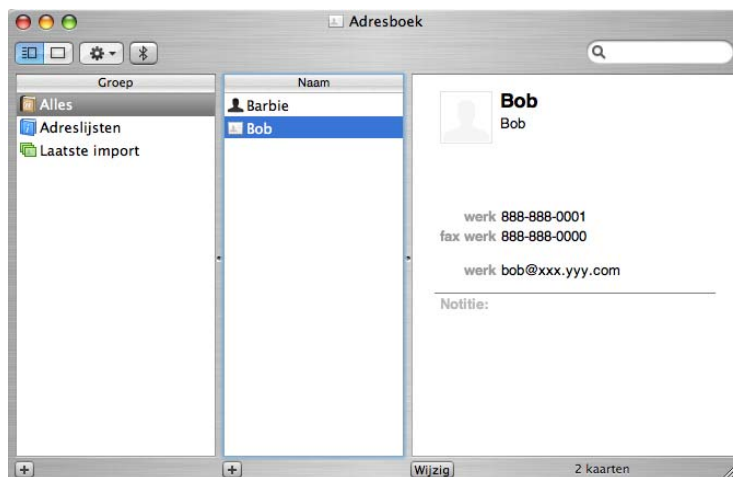 Adresboek
Groep
Alles
Adreslijsten
Laatste import
Naam
Barbie
Bob
Bob
Bob
werk 888-888-0001
fax werk 888-888-0000
werk bob@xxx.yyy.com
Notitie:
Wijzig
2 kaarten